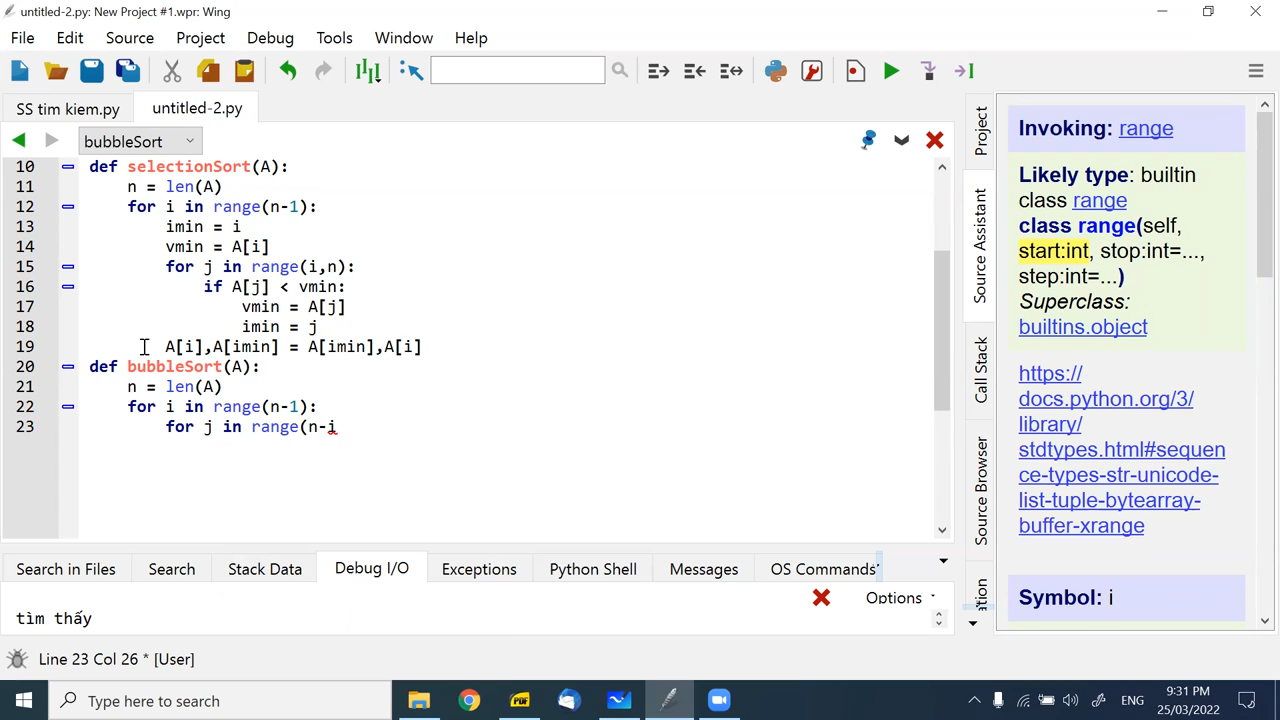 untitled-2.py: New Project #1.wpr: Wing
File Edit Source Project Debug Tools Window Help
SS tim kiem.py untitled-2.py
bubbleSort
10 def selectionSort(A):
11 n = len(A)
12 for i in range(n-1):
13 imin = i
14 vmin = A[i]
15 for j in range(i,n):
16 if A[j] < vmin:
17 vmin = A[j]
18 imin = j
19 A[i],A[imin] = A[imin],A[i]
20 def bubbleSort(A):
21 n = len(A)
22 for i in range(n-1):
23 for j in range(n-i
Project
Source Assistant
Call Stack
Source Browser
Invoking: range
Likely type: builtin
class range
class range(self,
start:int, stop:int=...,
step:int=...)
Superclass:
builtins.object
https://
docs.python.org/3/
library/
stdtypes.html#sequen
ce-types-str-unicode-
list-tuple-bytearray-
buffer-xrange
Symbol: i
Search in Files Search Stack Data Debug I/O Exceptions Python Shell Messages OS Commands
Options
tìm thấy
Line 23 Col 26 * [User]
Type here to search
PDF
ENG
9:31 PM
25/03/2022